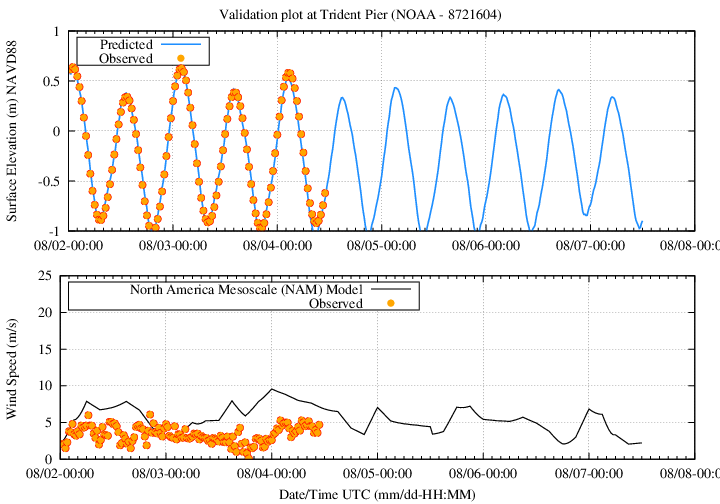 Validation plot at Trident Pier (NOAA - 8721604)
Surface Elevation (m) NAVD88
Predicted
Observed
1
0.5
0
-0.5
-1
08/02-00:00 08/03-00:00 08/04-00:00 08/05-00:00 08/06-00:00 08/07-00:00 08/08-00:00
Wind Speed (m/s)
North America Mesoscale (NAM) Model
Observed
25
20
15
10
5
0
08/02-00:00 08/03-00:00 08/04-00:00 08/05-00:00 08/06-00:00 08/07-00:00 08/08-00:00
Date/Time UTC (mm/dd-HH:MM)